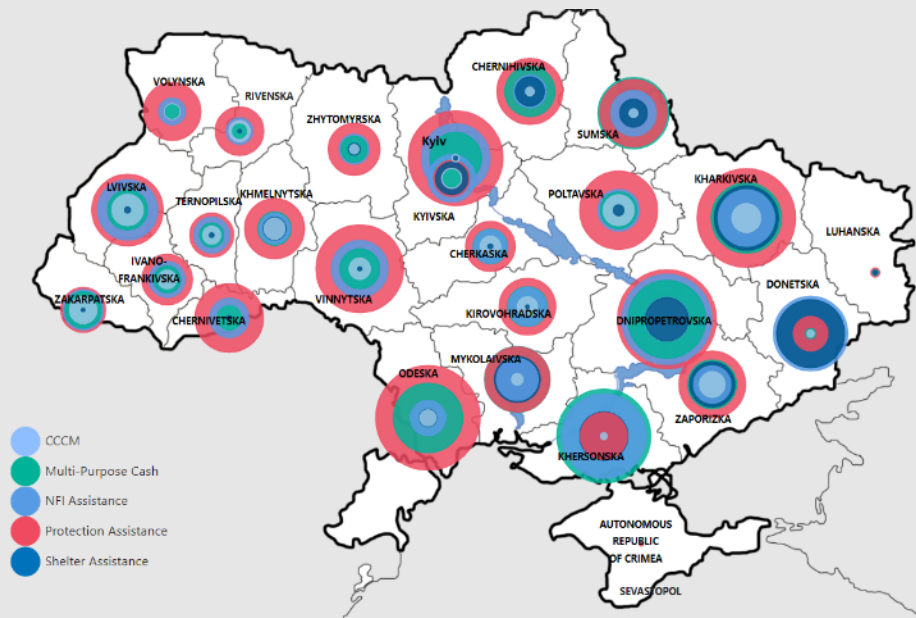 CHERNIHIVSKA
VOLYNSKA
RIVENSKA
ZHYTOMYRSKA
SUMSKA
Kyiv
KHARKIVSKA
LVIVSKA
TERNOPILSKA
KHMELNYTSKA
POLTAVSKA
KYIVSKA
LUHANSKA
CHERKASKA
IVANO-
FRANKIVSKA
VINNYTSKA
DONETSKA
ZAKARPATSKA
CHERNIVETSKA
KIROVOHRADSKA
DNIPROPETROVSKA
MYKOLAIVSKA
ODESKA
ZAPORIZKA
KHERSONSKA
CCCM
Multi-Purpose Cash
NFI Assistance
Protection Assistance
Shelter Assistance
AUTONOMOUS
REPUBLIC
OF CRIMEA
SEVASTOPOL